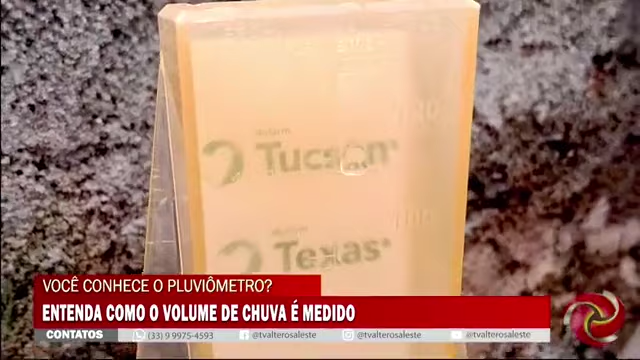 Tucson
Texas
VOCÊ CONHECE O PLUVIÔMETRO?
ENTENDA COMO O VOLUME DE CHUVA É MEDIDO
CONTATOS (33) 9 9975-4593 @tvalterosaleste @tvalterosaleste @tvalterosaleste